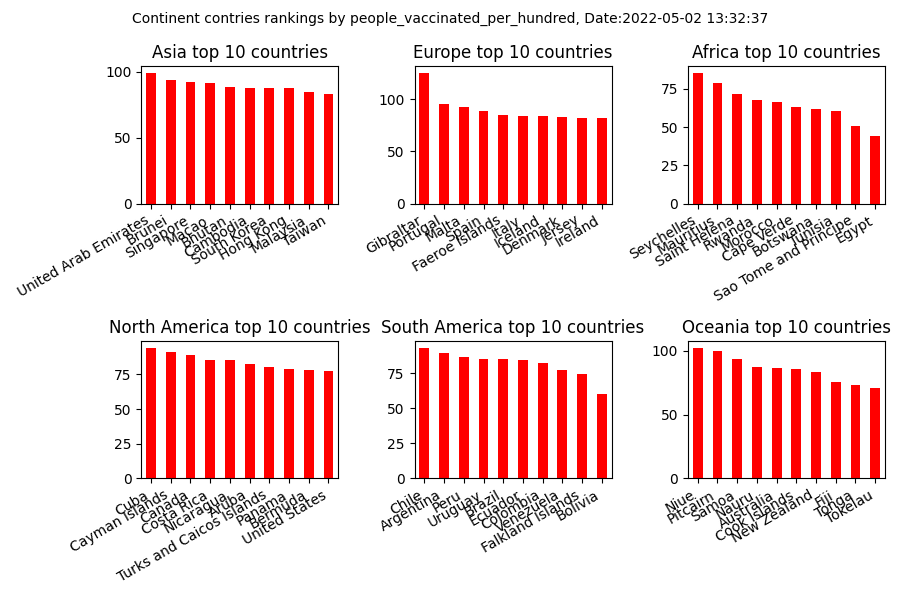 Continent contries rankings by people_vaccinated_per_hundred, Date:2022-05-02 13:32:37
Asia top 10 countries
100
50
0
United Arab Emirates
Brunei
Singapore
Macao
Bhutan
Cambodia
South Korea
Hong Kong
Malaysia
Taiwan
Europe top 10 countries
100
50
0
Gibraltar
Portugal
Malta
Spain
Faeroe Islands
Italy
Iceland
Denmark
Jersey
Ireland
Africa top 10 countries
75
50
25
0
Seychelles
Mauritius
Saint Helena
Rwanda
Morocco
Cape Verde
Botswana
Tunisia
Sao Tome and Principe
Egypt
North America top 10 countries
75
50
25
0
Cuba
Cayman Islands
Canada
Costa Rica
Nicaragua
Aruba
Turks and Caicos Islands
Panama
Bermuda
United States
South America top 10 countries
75
50
25
0
Chile
Argentina
Peru
Uruguay
Brazil
Ecuador
Colombia
Venezuela
Falkland Islands
Bolivia
Oceania top 10 countries
100
50
0
Niue
Pitcairn
Samoa
Nauru
Australia
Cook Islands
New Zealand
Fiji
Tonga
Tokelau